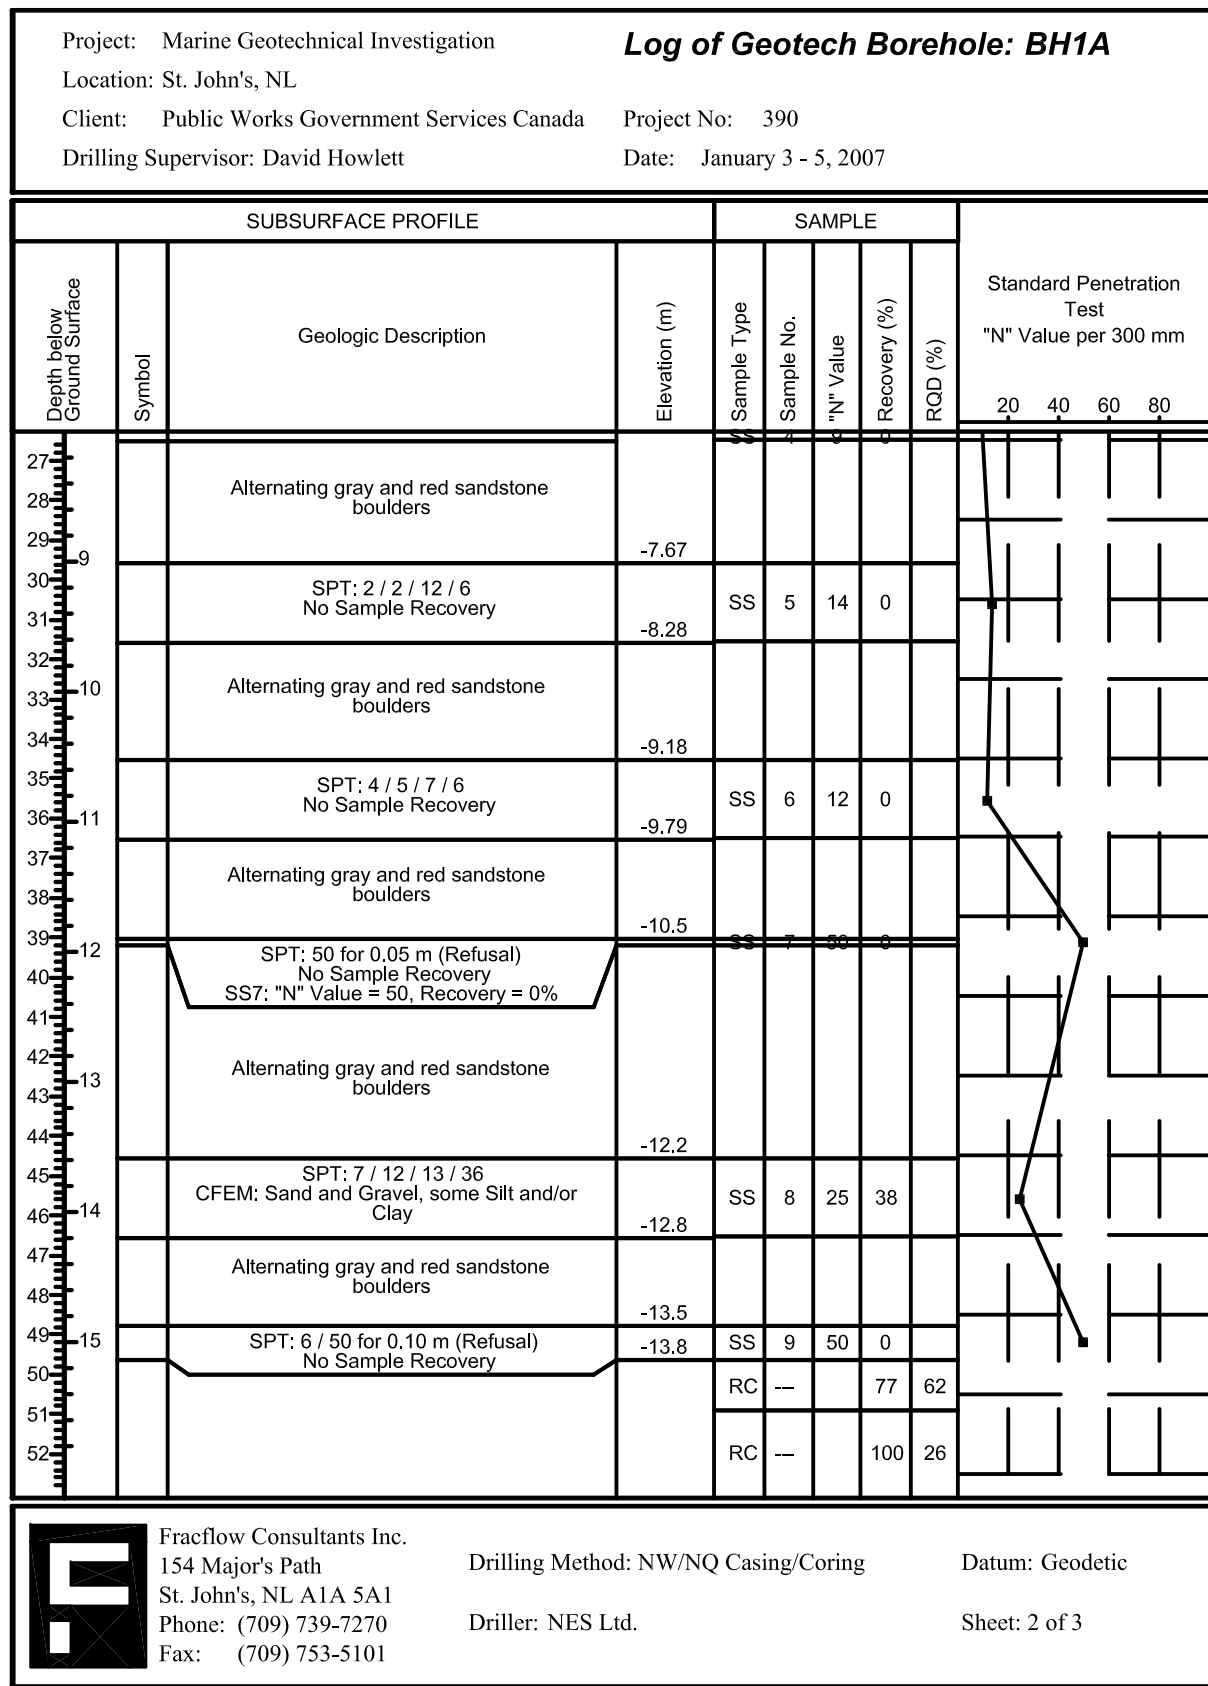 Project: Marine Geotechnical Investigation
Log of Geotech Borehole: BH1A
Location: St. John's, NL
Client: Public Works Government Services Canada
Project No: 390
Drilling Supervisor: David Howlett
Date: January 3 - 5, 2007
SUBSURFACE PROFILE
SAMPLE
Depth below
Ground Surface
Symbol
Geologic Description
Elevation (m)
Sample Type
Sample No.
"N" Value
Recovery (%)
RQD (%)
Standard Penetration
Test
"N" Value per 300 mm
20 40 60 80
SS 4 9 0
27
Alternating gray and red sandstone
boulders
28
29
-7.67
9
30
SPT: 2 / 2 / 12 / 6
No Sample Recovery
SS 5 14 0
31
-8.28
32
Alternating gray and red sandstone
boulders
10
33
34
-9.18
35
SPT: 4 / 5 / 7 / 6
No Sample Recovery
SS 6 12 0
36
11
-9.79
37
Alternating gray and red sandstone
boulders
38
-10.5
39
SS 7 50 0
12
SPT: 50 for 0.05 m (Refusal)
No Sample Recovery
SS7: "N" Value = 50, Recovery = 0%
40
41
42
Alternating gray and red sandstone
boulders
13
43
44
-12.2
45
SPT: 7 / 12 / 13 / 36
CFEM: Sand and Gravel, some Silt and/or
Clay
SS 8 25 38
14
46
-12.8
47
Alternating gray and red sandstone
boulders
48
-13.5
49
15
SPT: 6 / 50 for 0.10 m (Refusal)
No Sample Recovery
-13.8
SS 9 50 0
50
RC --- 77 62
51
52
RC --- 100 26
Fracflow Consultants Inc.
154 Major's Path
St. John's, NL A1A 5A1
Phone: (709) 739-7270
Fax: (709) 753-5101
Drilling Method: NW/NQ Casing/Coring
Driller: NES Ltd.
Datum: Geodetic
Sheet: 2 of 3